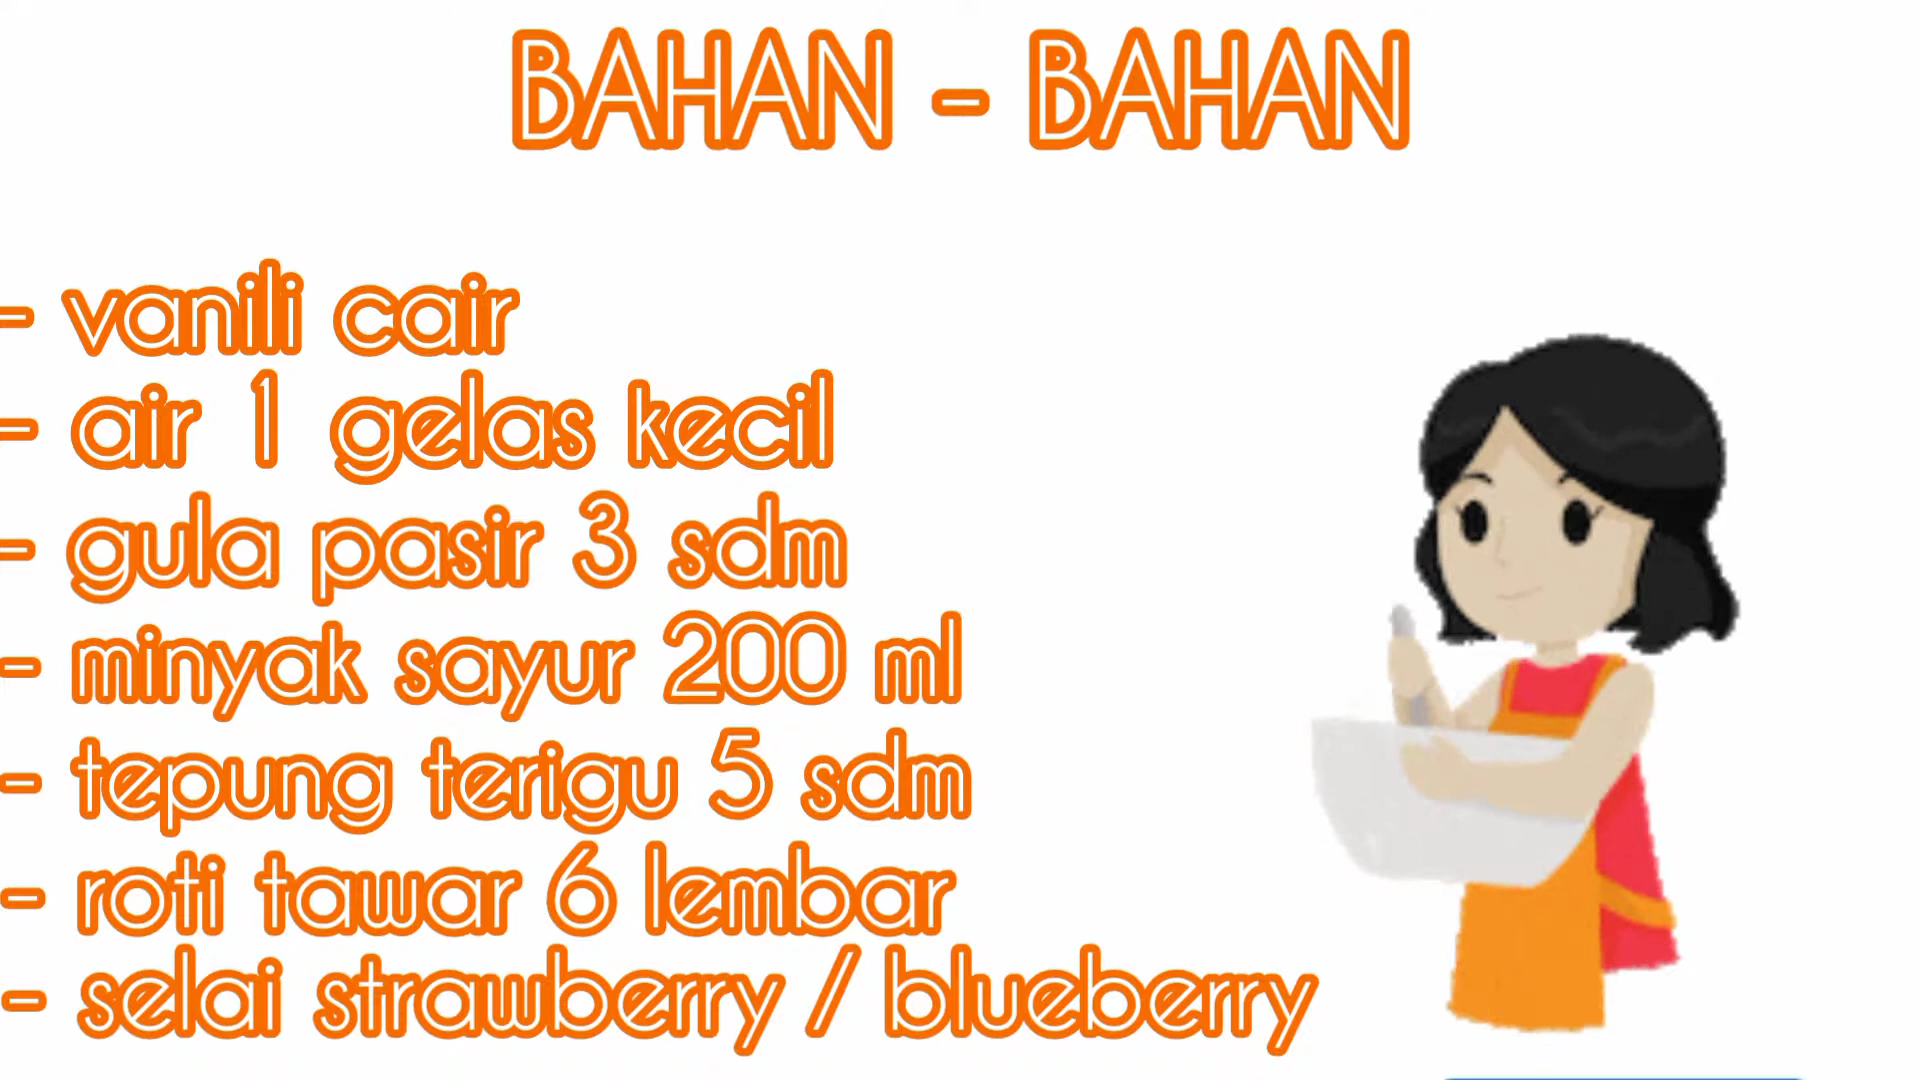 BAHAN - BAHAN
- vanili cair
- air 1 gelas kecil
- gula pasir 3 sdm
- minyak sayur 200 ml
- tepung terigu 5 sdm
- roti tawar 6 lembar
- selai strawberry / blueberry